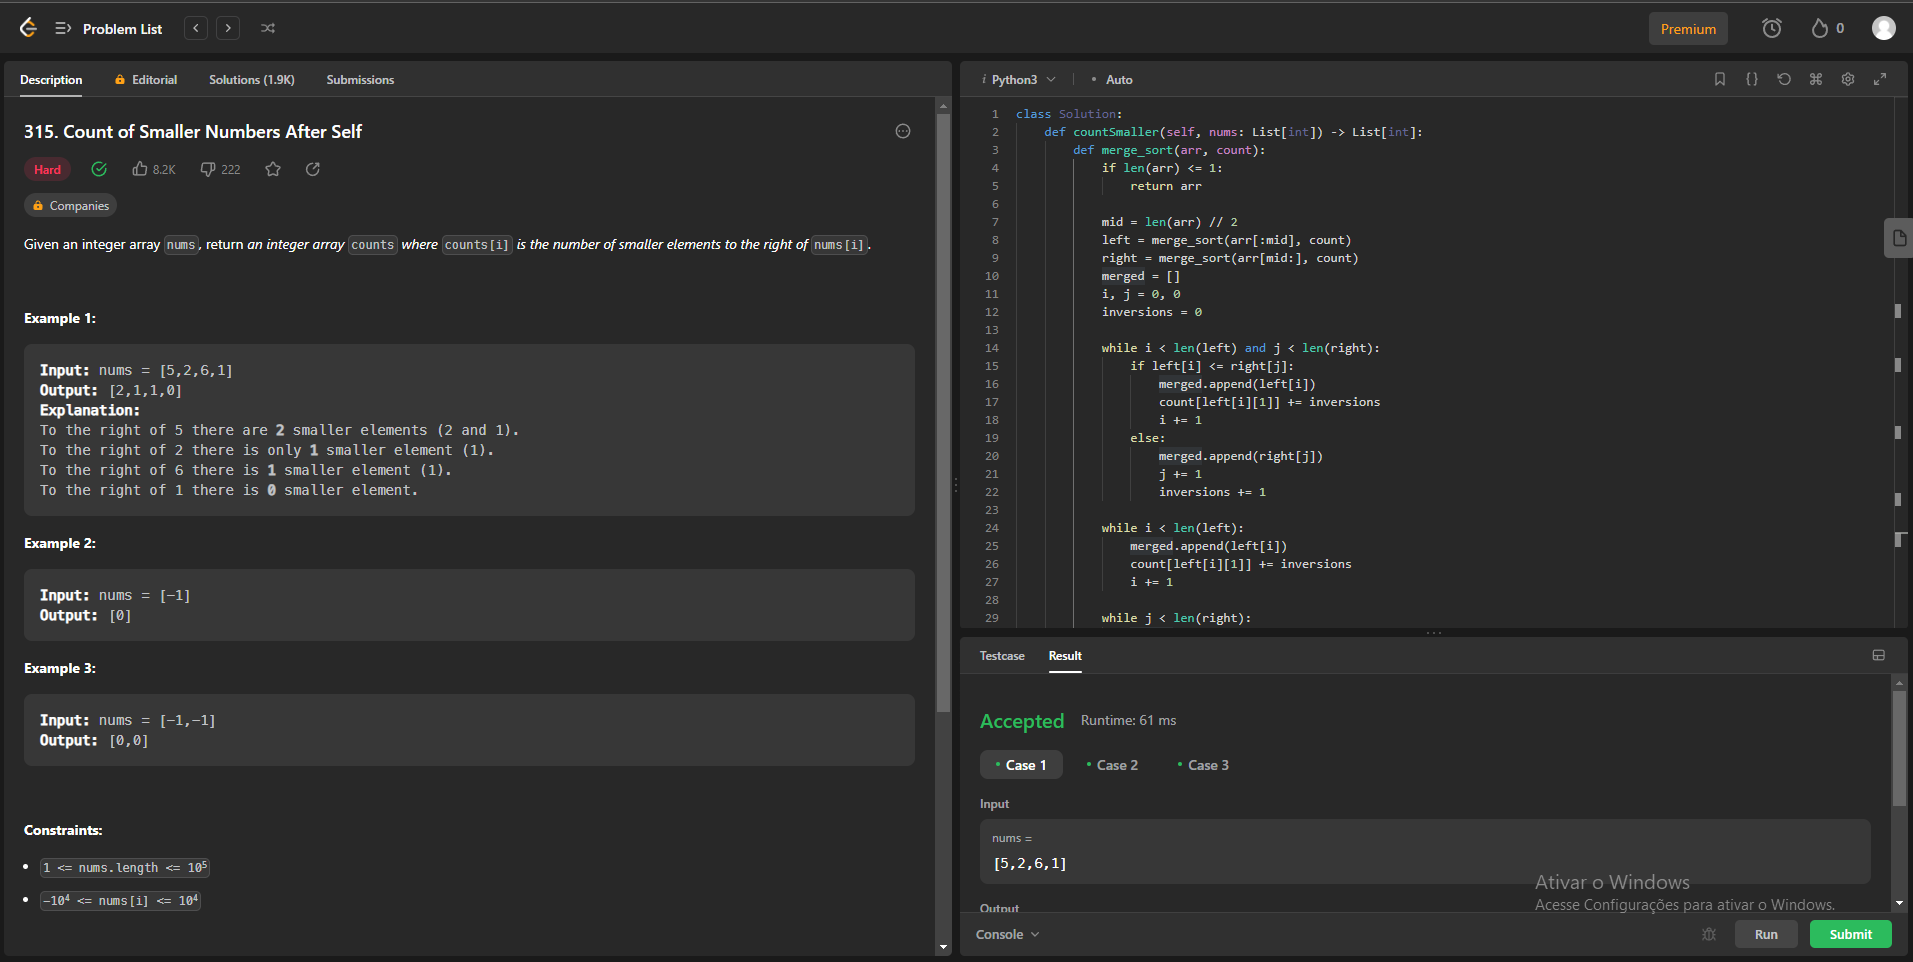 Problem List
Premium
0
Description
Editorial
Solutions (1.9K)
Submissions
315. Count of Smaller Numbers After Self
Hard
8.2K
222
Companies
Given an integer array nums, return an integer array counts where counts[i] is the number of smaller elements to the right of nums[i].
Example 1:
Input: nums = [5,2,6,1]
Output: [2,1,1,0]
Explanation:
To the right of 5 there are 2 smaller elements (2 and 1).
To the right of 2 there is only 1 smaller element (1).
To the right of 6 there is 1 smaller element (1).
To the right of 1 there is 0 smaller element.
Example 2:
Input: nums = [-1]
Output: [0]
Example 3:
Input: nums = [-1,-1]
Output: [0,0]
Constraints:
• 1 <= nums.length <= 10⁵
• -10⁴ <= nums[i] <= 10⁴
i Python3
• Auto
1 class Solution:
2 def countSmaller(self, nums: List[int]) -> List[int]:
3 def merge_sort(arr, count):
4 if len(arr) <= 1:
5 return arr
6
7 mid = len(arr) // 2
8 left = merge_sort(arr[:mid], count)
9 right = merge_sort(arr[mid:], count)
10 merged = []
11 i, j = 0, 0
12 inversions = 0
13
14 while i < len(left) and j < len(right):
15 if left[i] <= right[j]:
16 merged.append(left[i])
17 count[left[i][1]] += inversions
18 i += 1
19 else:
20 merged.append(right[j])
21 j += 1
22 inversions += 1
23
24 while i < len(left):
25 merged.append(left[i])
26 count[left[i][1]] += inversions
27 i += 1
28
29 while j < len(right):
Testcase
Result
Accepted
Runtime: 61 ms
• Case 1
• Case 2
• Case 3
Input
nums =
[5,2,6,1]
Output
Ativar o Windows
Acesse Configurações para ativar o Windows.
Console
Run
Submit